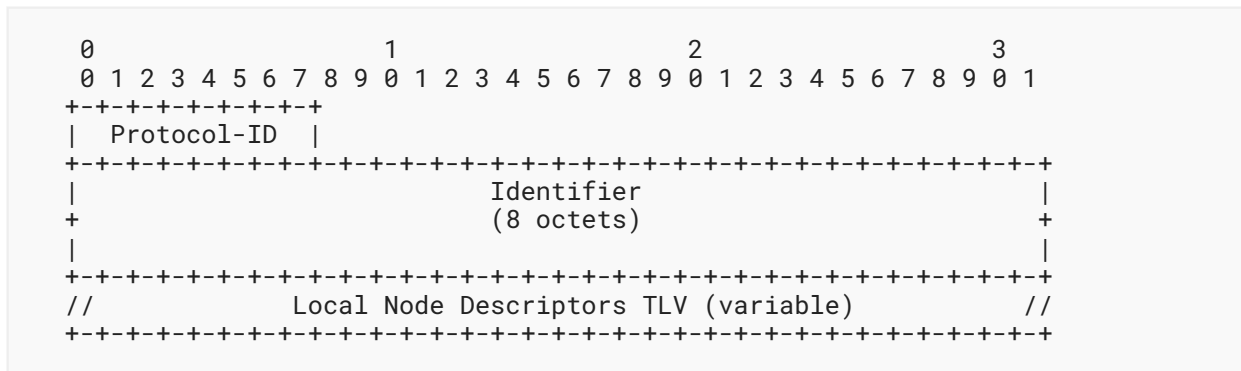 0                   1                   2                   3
 0 1 2 3 4 5 6 7 8 9 0 1 2 3 4 5 6 7 8 9 0 1 2 3 4 5 6 7 8 9 0 1
+-+-+-+-+-+-+-+-+
|  Protocol-ID  |
+-+-+-+-+-+-+-+-+-+-+-+-+-+-+-+-+-+-+-+-+-+-+-+-+-+-+-+-+-+-+-+-+
|                           Identifier                          |
+                           (8 octets)                          +
|                                                               |
+-+-+-+-+-+-+-+-+-+-+-+-+-+-+-+-+-+-+-+-+-+-+-+-+-+-+-+-+-+-+-+-+
//             Local Node Descriptors TLV (variable)           //
+-+-+-+-+-+-+-+-+-+-+-+-+-+-+-+-+-+-+-+-+-+-+-+-+-+-+-+-+-+-+-+-+